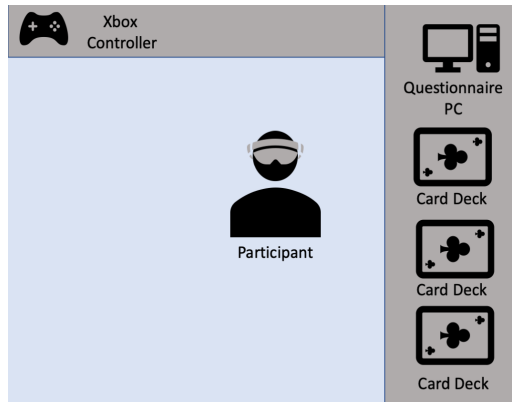 Xbox
Controller
Questionnaire
PC
Card Deck
Participant
Card Deck
Card Deck